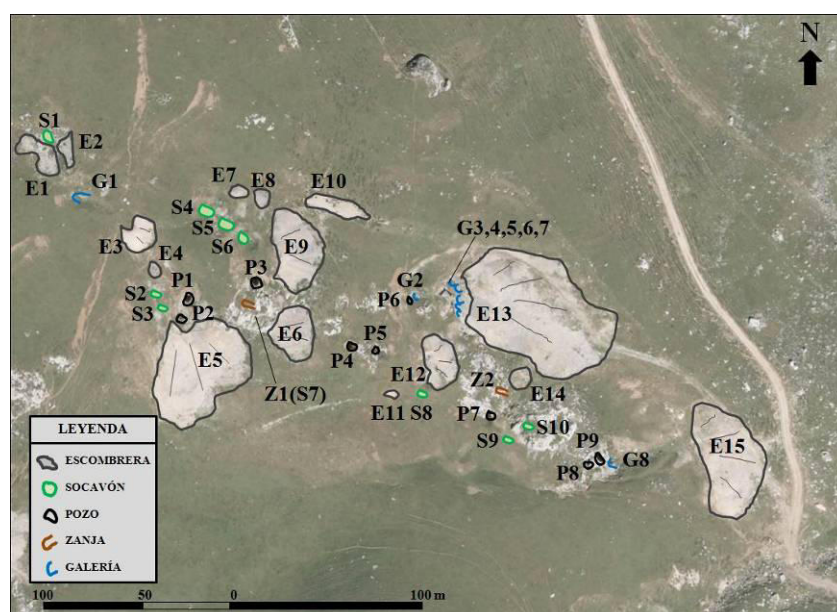 N
S1
E2
E1
G1
E7
E8
E10
S4
S5
S6
E9
G3,4,5,6,7
E3
E4
P3
P1
G2
P6
S2
S3
P2
E13
E6
P5
P4
E5
E12
Z2
E14
Z1(S7)
E11 S8
P7
S10
S9
P9
E15
P8
G8
LEYENDA
ESCOMBRERA
SOCAVÓN
POZO
ZANJA
GALERÍA
100 50 0 100 m